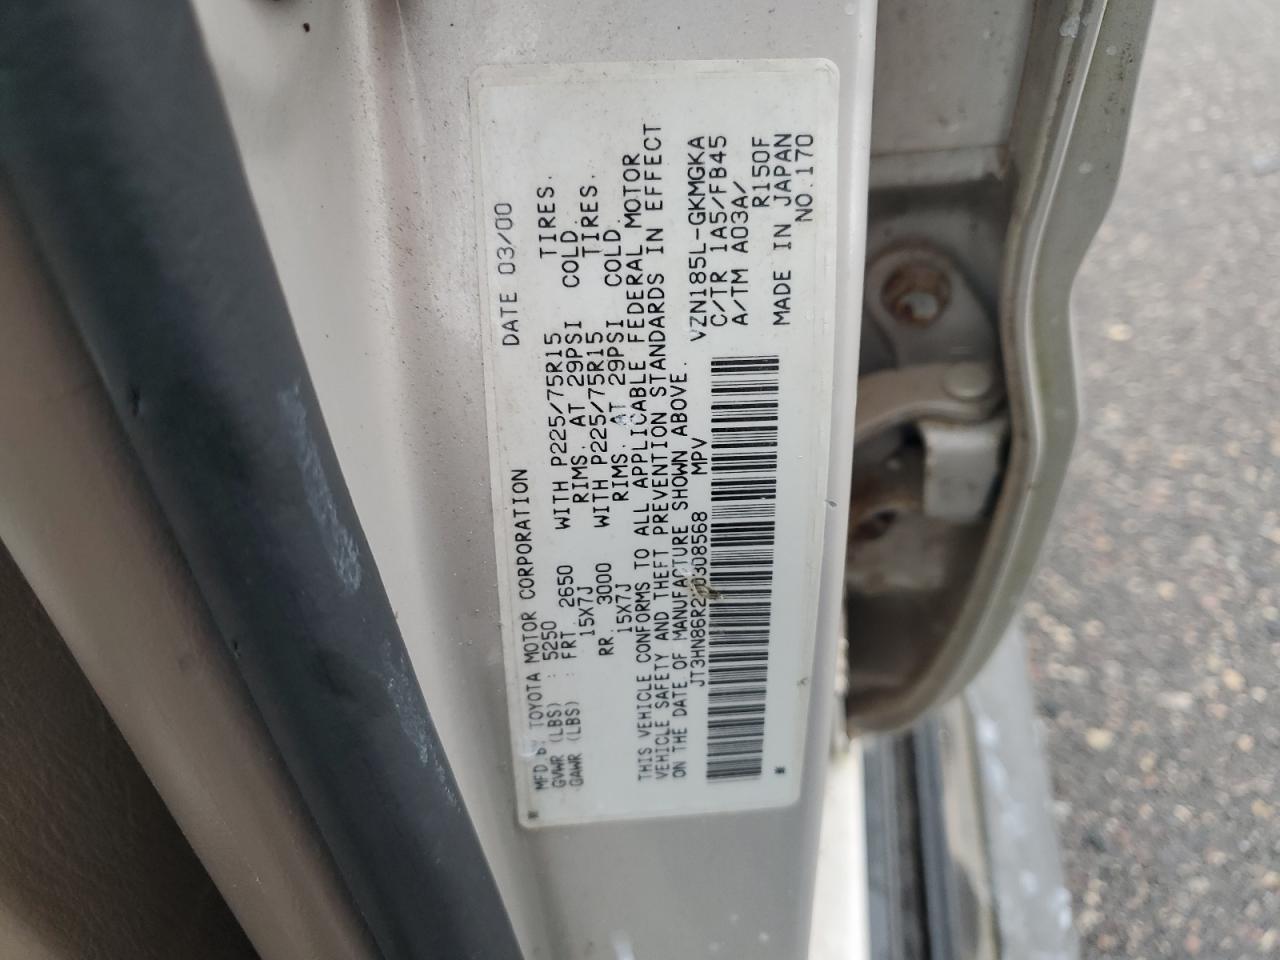 MFD. BY TOYOTA MOTOR CORPORATION DATE 03/00
GVWR (LBS) : 5250
GAWR (LBS) FRT 2650 WITH P225/75R15 TIRES.
15X7J RIMS. AT 29PSI COLD.
RR. 3000 WITH P225/75R15 TIRES.
15X7J RIMS. AT 29PSI COLD.
THIS VEHICLE CONFORMS TO ALL APPLICABLE FEDERAL MOTOR
VEHICLE SAFETY AND THEFT PREVENTION STANDARDS IN EFFECT
ON THE DATE OF MANUFACTURE SHOWN ABOVE.
MPV
VZN185L-GKMGKA
C/TR 1A5/FB45
A/TM A03A/
R150F
MADE IN JAPAN
NO.170